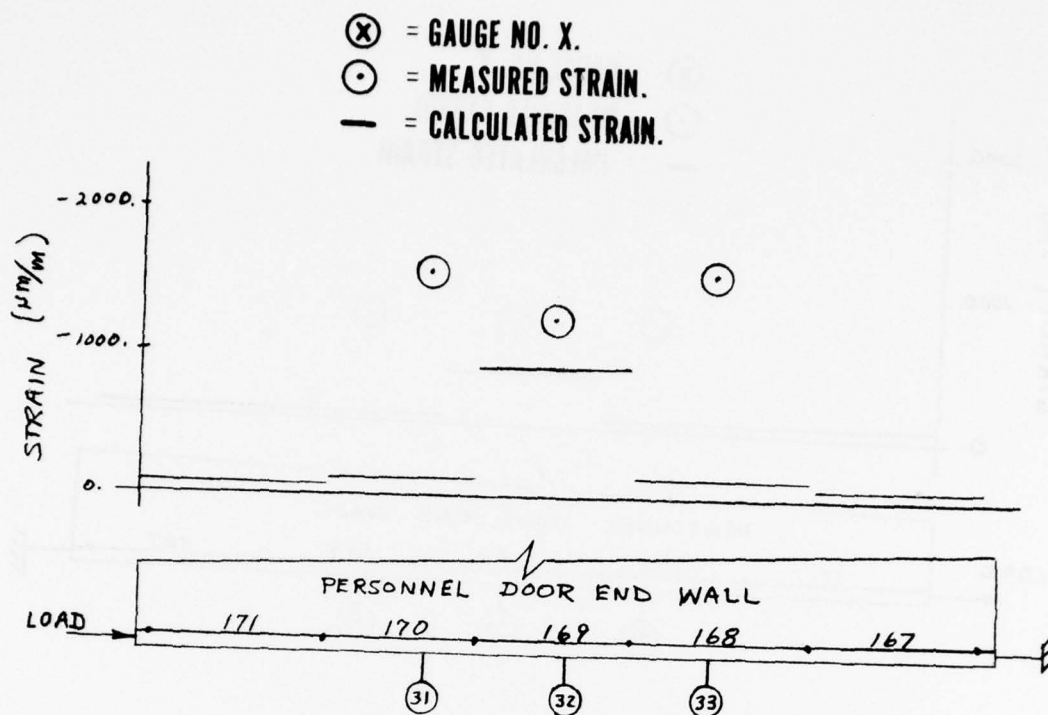 ⓧ = GAUGE NO. X.
⊙ = MEASURED STRAIN.
— = CALCULATED STRAIN.
STRAIN (µm/m)
-2000.
-1000.
0.
PERSONNEL DOOR END WALL
LOAD
171 170 169 168 167
31 32 33